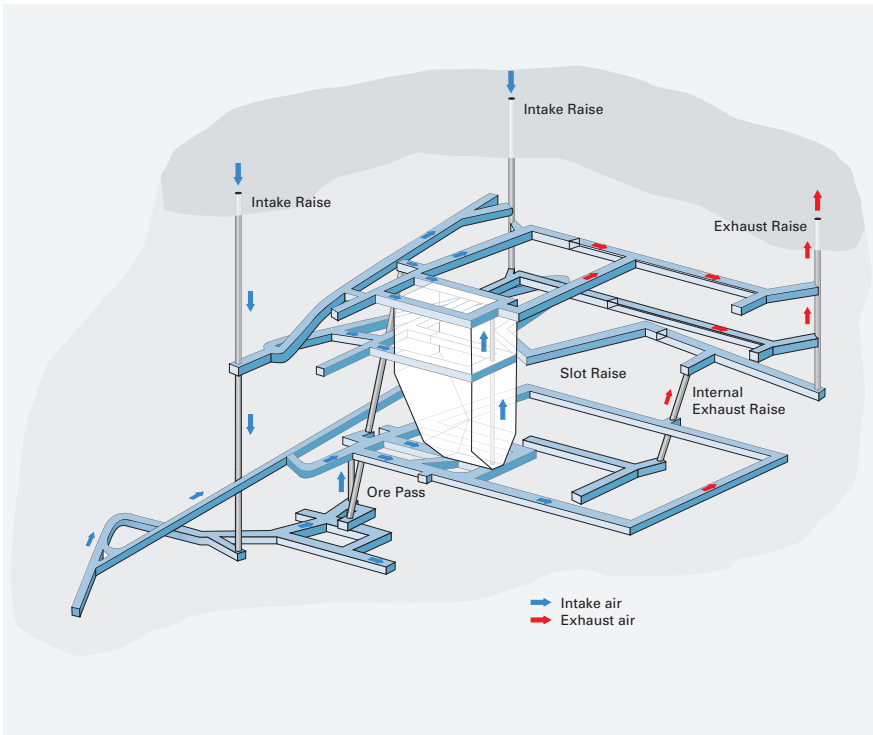 Intake Raise
Intake Raise
Exhaust Raise
Slot Raise
Internal
Exhaust Raise
Ore Pass
Intake air
Exhaust air